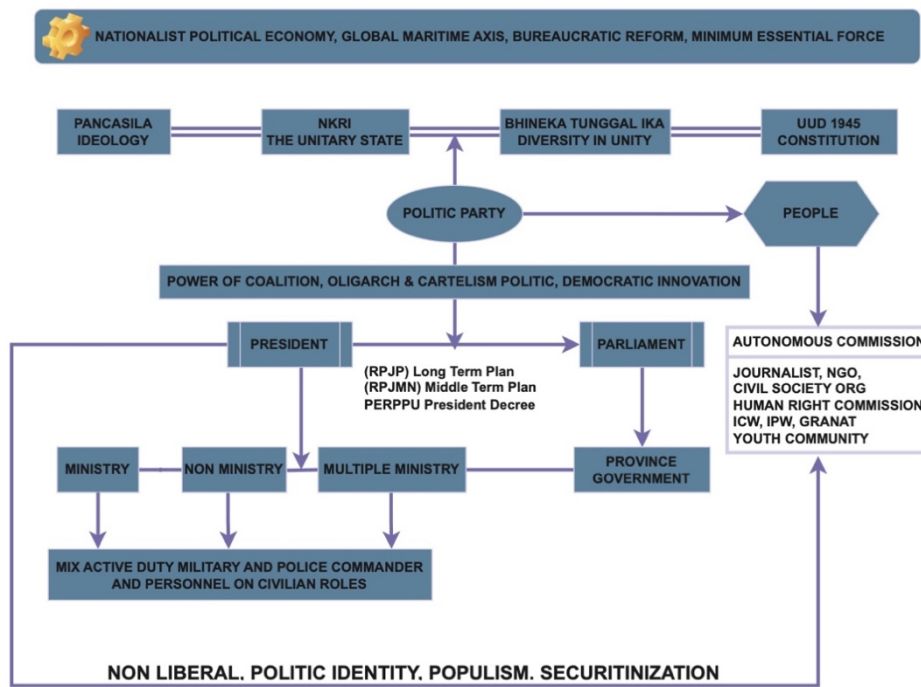 NATIONALIST POLITICAL ECONOMY, GLOBAL MARITIME AXIS, BUREAUCRATIC REFORM, MINIMUM ESSENTIAL FORCE
PANCASILA
IDEOLOGY
NKRI
THE UNITARY STATE
BHINEKA TUNGGAL IKA
DIVERSITY IN UNITY
UUD 1945
CONSTITUTION
POLITIC PARTY
PEOPLE
POWER OF COALITION, OLIGARCH & CARTELISM POLITIC, DEMOCRATIC INNOVATION
PRESIDENT
PARLIAMENT
AUTONOMOUS COMMISSION
(RPJP) Long Term Plan
(RPJMN) Middle Term Plan
PERPPU President Decree
JOURNALIST, NGO,
CIVIL SOCIETY ORG
HUMAN RIGHT COMMISSION
ICW, IPW, GRANAT
YOUTH COMMUNITY
MINISTRY
NON MINISTRY
MULTIPLE MINISTRY
PROVINCE
GOVERNMENT
MIX ACTIVE DUTY MILITARY AND POLICE COMMANDER
AND PERSONNEL ON CIVILIAN ROLES
NON LIBERAL, POLITIC IDENTITY, POPULISM, SECURITINIZATION